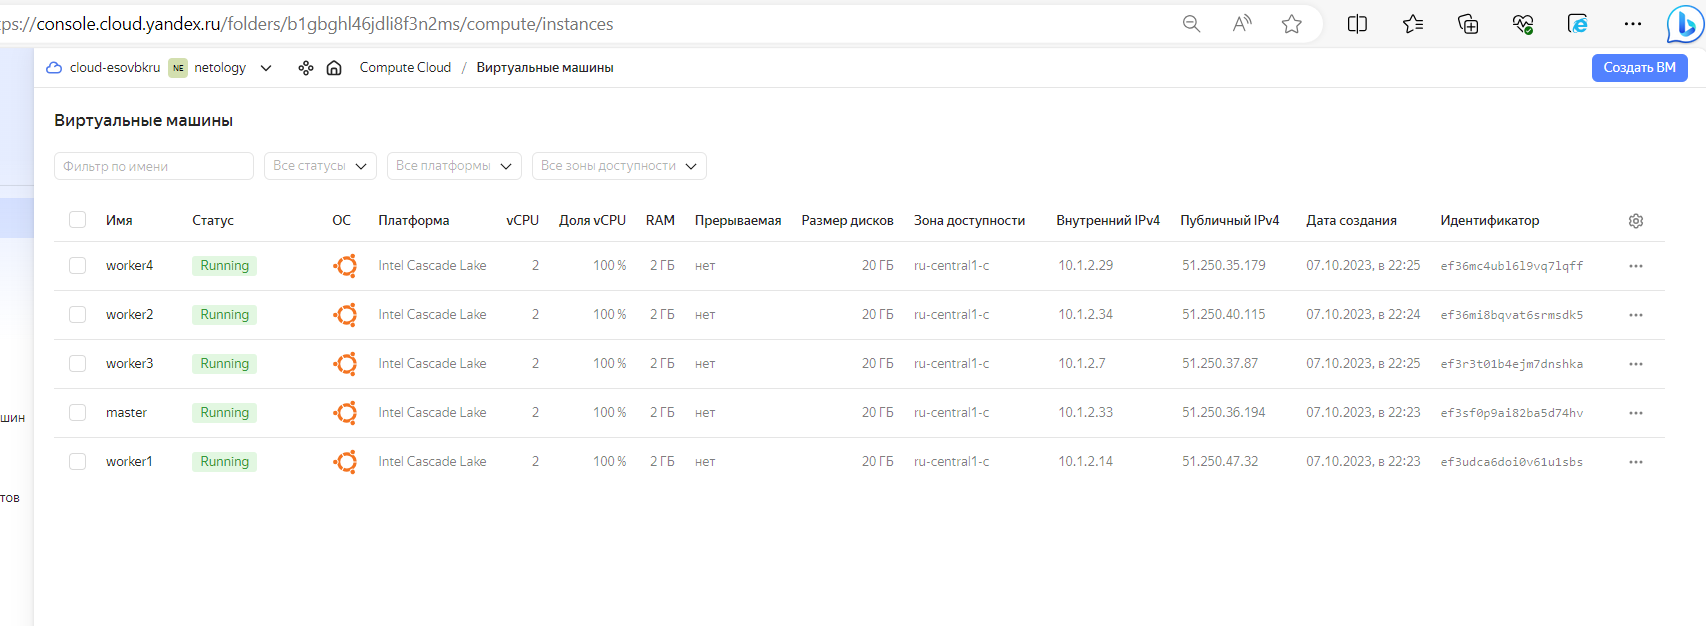 ps://console.cloud.yandex.ru/folders/b1gbghl46jdli8f3n2ms/compute/instances
cloud-esovbkru NE netology Compute Cloud / Виртуальные машины Создать ВМ
Виртуальные машины
Фильтр по имени Все статусы Все платформы Все зоны доступности
Имя Статус ОС Платформа vCPU Доля vCPU RAM Прерываемая Размер дисков Зона доступности Внутренний IPv4 Публичный IPv4 Дата создания Идентификатор
worker4 Running Intel Cascade Lake 2 100 % 2 ГБ нет 20 ГБ ru-central1-c 10.1.2.29 51.250.35.179 07.10.2023, в 22:25 ef36mc4ubl6l9vq7lqff
worker2 Running Intel Cascade Lake 2 100 % 2 ГБ нет 20 ГБ ru-central1-c 10.1.2.34 51.250.40.115 07.10.2023, в 22:24 ef36mi8bqvat6srmsdk5
worker3 Running Intel Cascade Lake 2 100 % 2 ГБ нет 20 ГБ ru-central1-c 10.1.2.7 51.250.37.87 07.10.2023, в 22:25 ef3r3t01b4ejm7dnshka
master Running Intel Cascade Lake 2 100 % 2 ГБ нет 20 ГБ ru-central1-c 10.1.2.33 51.250.36.194 07.10.2023, в 22:23 ef3sf0p9ai82ba5d74hv
шин
worker1 Running Intel Cascade Lake 2 100 % 2 ГБ нет 20 ГБ ru-central1-c 10.1.2.14 51.250.47.32 07.10.2023, в 22:23 ef3udca6doi0v61u1sbs
тов